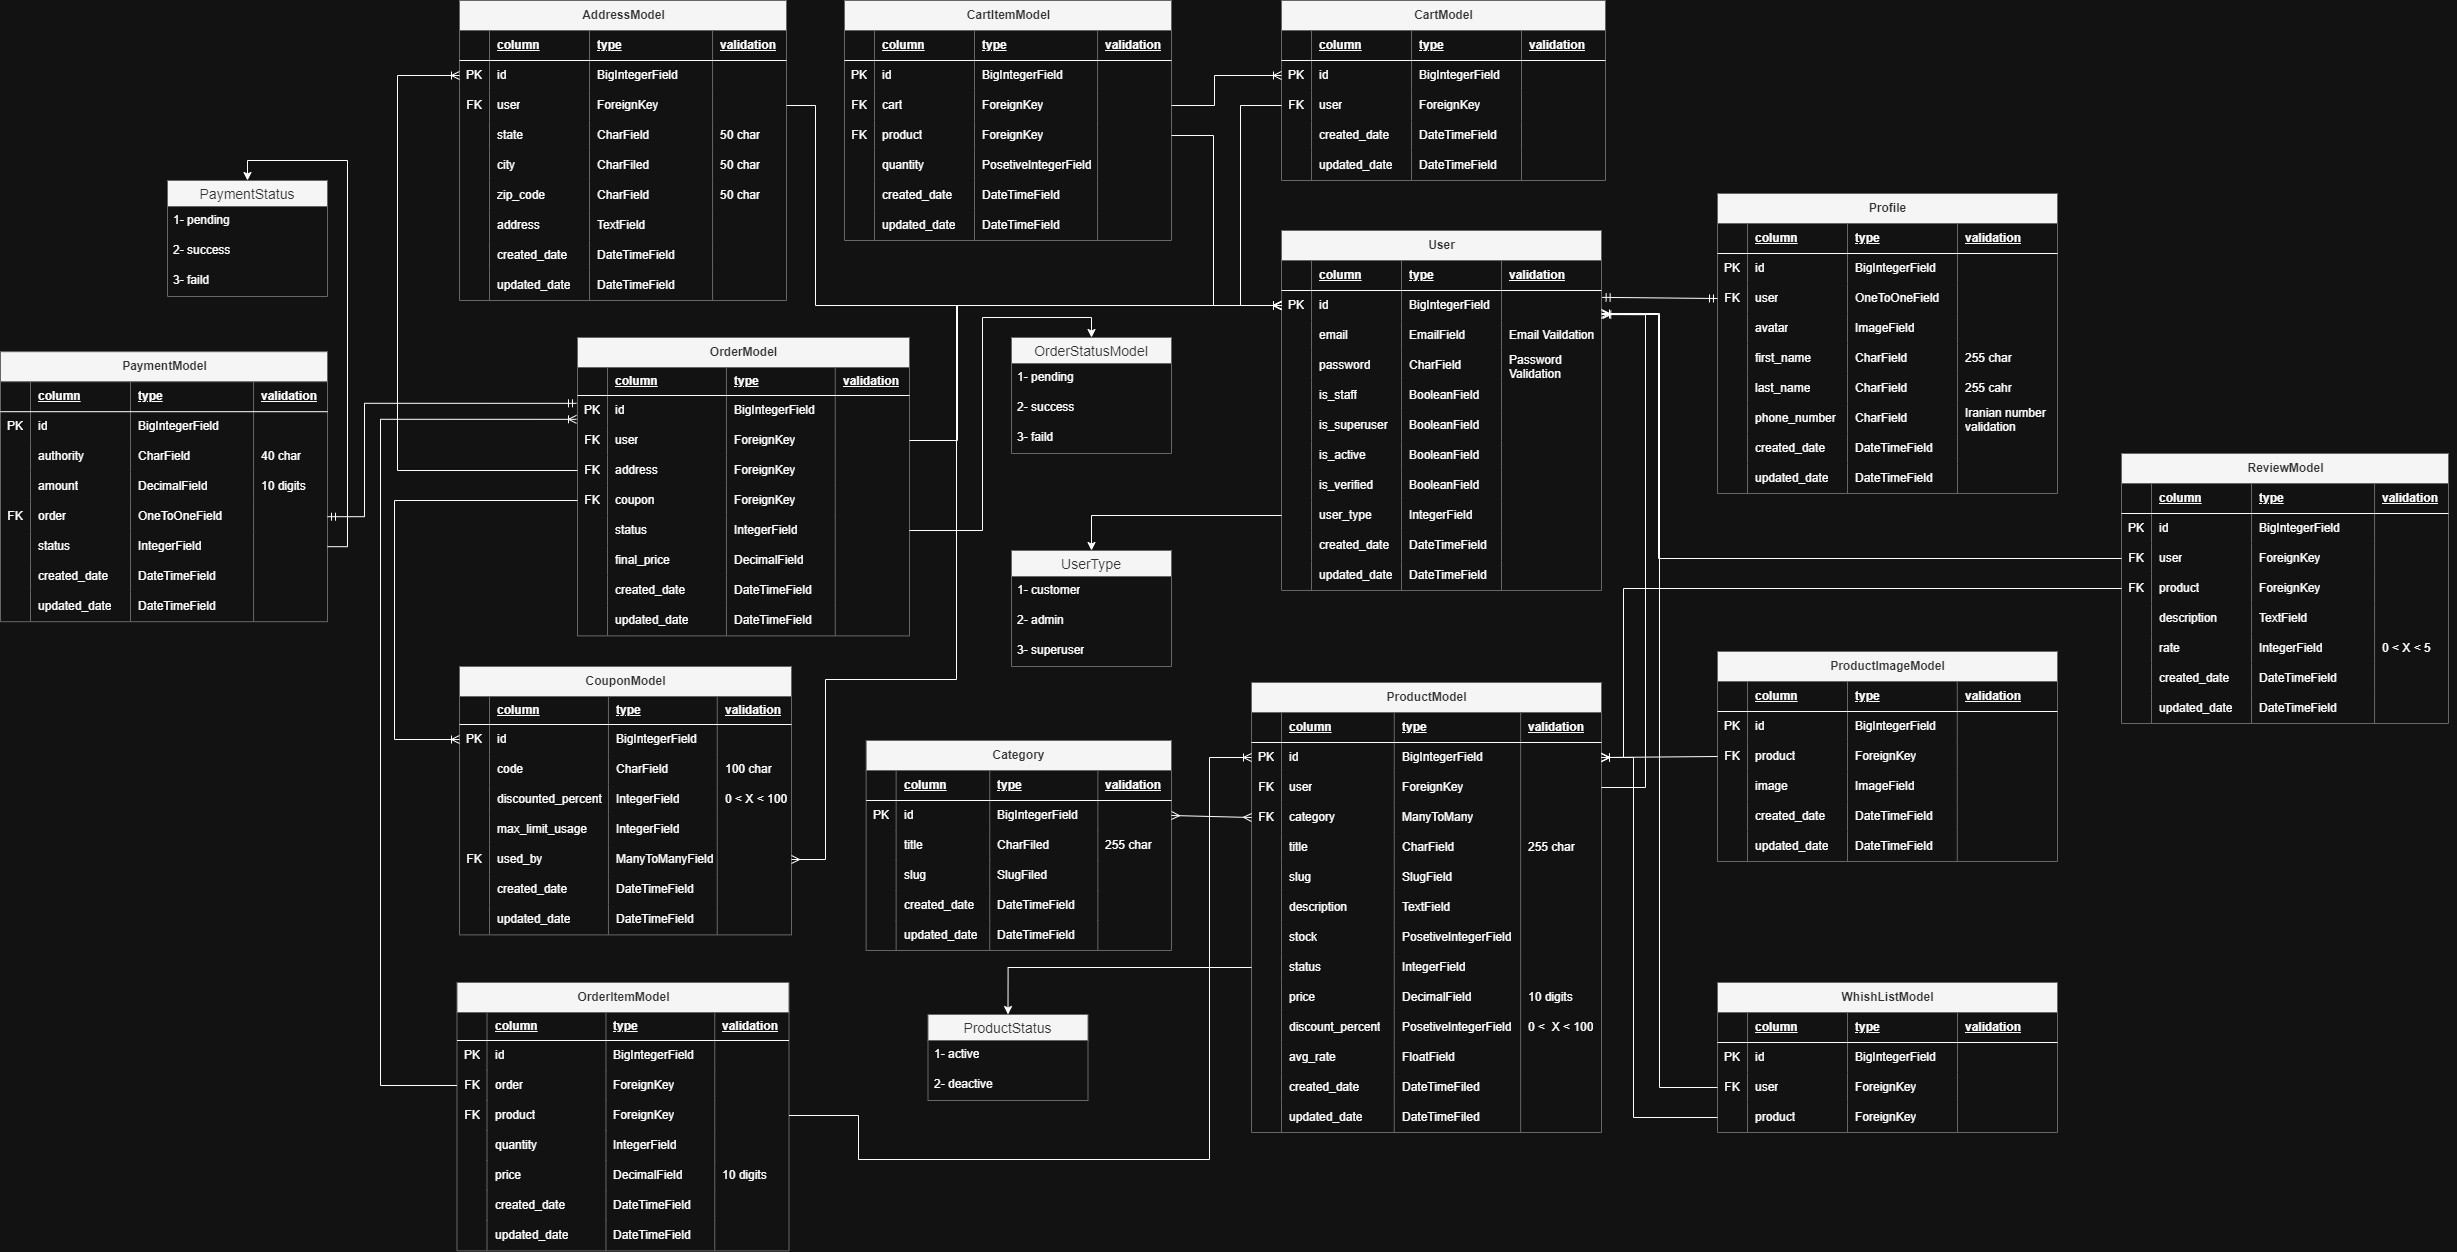 AddressModel
column type validation
PK id BigIntegerField
FK user ForeignKey
state CharField 50 char
city CharFiled 50 char
zip_code CharField 50 char
address TextField
created_date DateTimeField
updated_date DateTimeField
CartItemModel
column type validation
PK id BigIntegerField
FK cart ForeignKey
FK product ForeignKey
quantity PosetiveIntegerField
created_date DateTimeField
updated_date DateTimeField
CartModel
column type validation
PK id BigIntegerField
FK user ForeignKey
created_date DateTimeField
updated_date DateTimeField
PaymentStatus
1- pending
2- success
3- faild
Profile
column type validation
PK id BigIntegerField
FK user OneToOneField
avatar ImageField
first_name CharField 255 char
last_name CharField 255 cahr
phone_number CharField Iranian number
validation
created_date DateTimeField
updated_date DateTimeField
User
column type validation
PK id BigIntegerField
email EmailField Email Vaildation
password CharField Password
Validation
is_staff BooleanField
is_superuser BooleanField
is_active BooleanField
is_verified BooleanField
user_type IntegerField
created_date DateTimeField
updated_date DateTimeField
PaymentModel
column type validation
PK id BigIntegerField
authority CharField 40 char
amount DecimalField 10 digits
FK order OneToOneField
status IntegerField
created_date DateTimeField
updated_date DateTimeField
OrderModel
column type validation
PK id BigIntegerField
FK user ForeignKey
FK address ForeignKey
FK coupon ForeignKey
status IntegerField
final_price DecimalField
created_date DateTimeField
updated_date DateTimeField
OrderStatusModel
1- pending
2- success
3- faild
UserType
1- customer
2- admin
3- superuser
ReviewModel
column type validation
PK id BigIntegerField
FK user ForeignKey
FK product ForeignKey
description TextField
rate IntegerField 0 < X < 5
created_date DateTimeField
updated_date DateTimeField
CouponModel
column type validation
PK id BigIntegerField
code CharField 100 char
discounted_percent IntegerField 0 < X < 100
max_limit_usage IntegerField
FK used_by ManyToManyField
created_date DateTimeField
updated_date DateTimeField
Category
column type validation
PK id BigIntegerField
title CharFiled 255 char
slug SlugFiled
created_date DateTimeField
updated_date DateTimeField
ProductModel
column type validation
PK id BigIntegerField
FK user ForeignKey
FK category ManyToMany
title CharField 255 char
slug SlugField
description TextField
stock PosetiveIntegerField
status IntegerField
price DecimalField 10 digits
discount_percent PosetiveIntegerField 0 < X < 100
avg_rate FloatField
created_date DateTimeFiled
updated_date DateTimeFiled
ProductImageModel
column type validation
PK id BigIntegerField
FK product ForeignKey
image ImageField
created_date DateTimeField
updated_date DateTimeField
OrderItemModel
column type validation
PK id BigIntegerField
FK order ForeignKey
FK product ForeignKey
quantity IntegerField
price DecimalField 10 digits
created_date DateTimeField
updated_date DateTimeField
ProductStatus
1- active
2- deactive
WhishListModel
column type validation
PK id BigIntegerField
FK user ForeignKey
product ForeignKey